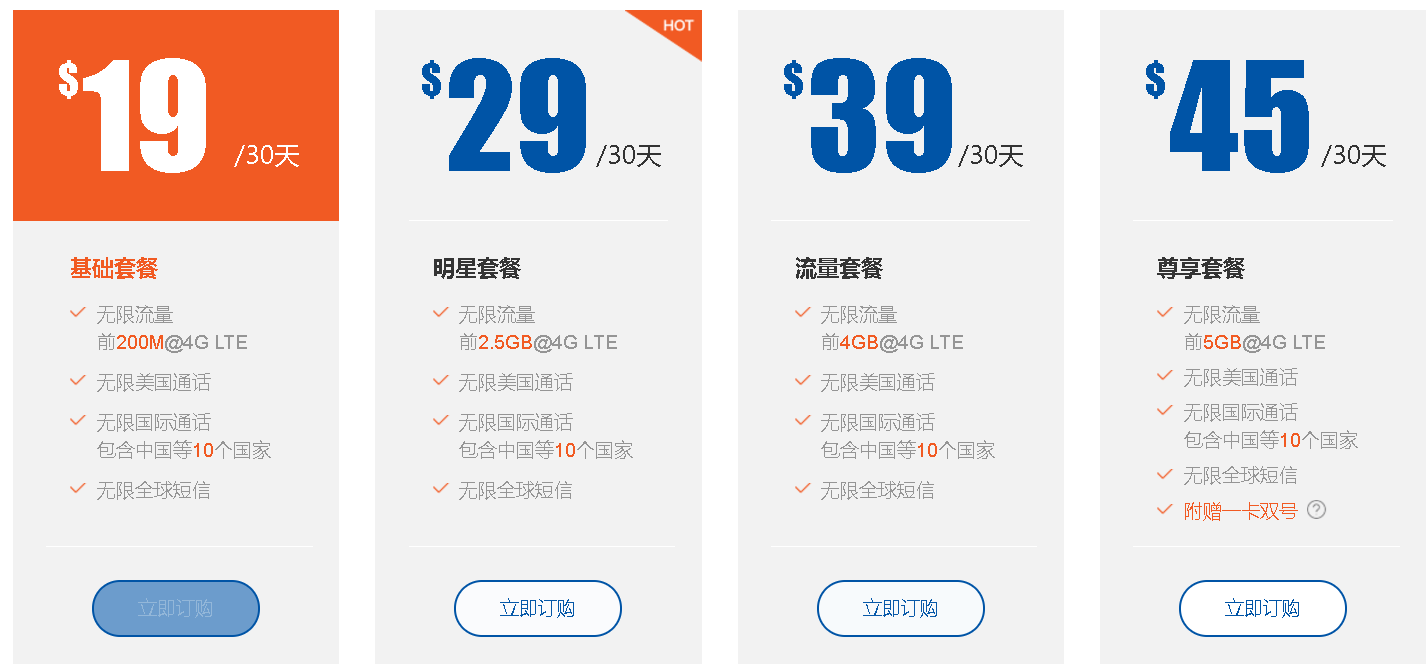 $19 /30天
基础套餐
无限流量
前200M@4G LTE
无限美国通话
无限国际通话
包含中国等10个国家
无限全球短信
立即订购
HOT
$29 /30天
明星套餐
无限流量
前2.5GB@4G LTE
无限美国通话
无限国际通话
包含中国等10个国家
无限全球短信
立即订购
$39 /30天
流量套餐
无限流量
前4GB@4G LTE
无限美国通话
无限国际通话
包含中国等10个国家
无限全球短信
立即订购
$45 /30天
尊享套餐
无限流量
前5GB@4G LTE
无限美国通话
无限国际通话
包含中国等10个国家
无限全球短信
附赠一卡双号 ?
立即订购